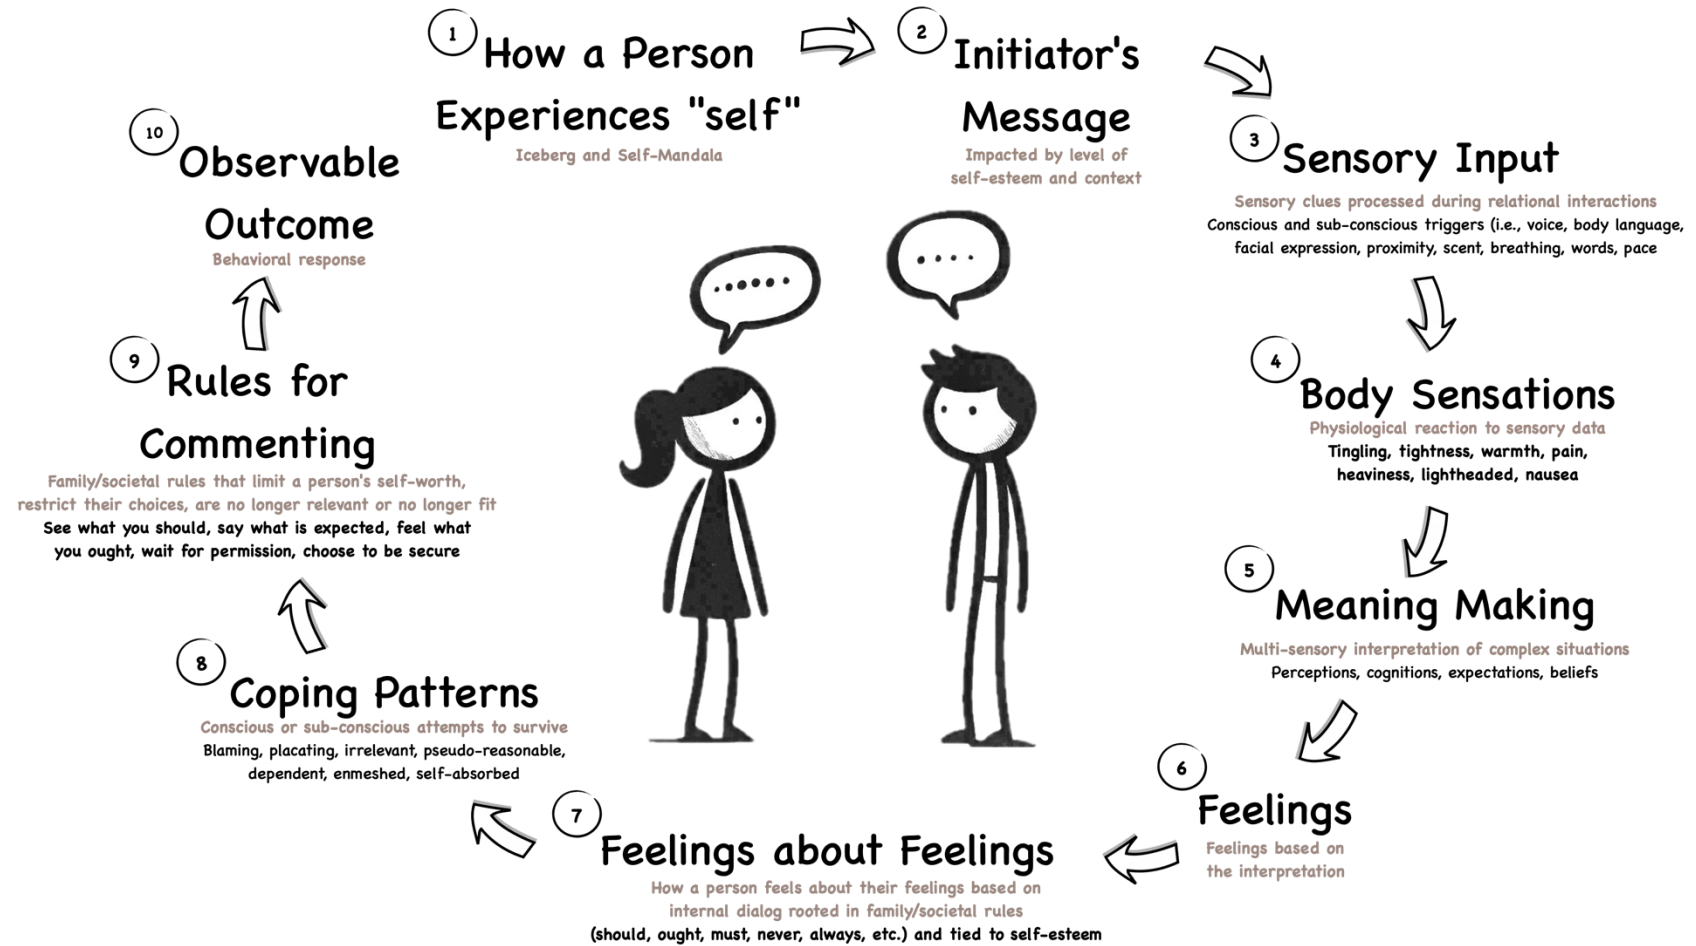 1
How a Person
Experiences "self"
Iceberg and Self-Mandala
2
Initiator's
Message
Impacted by level of
self-esteem and context
3
Sensory Input
Sensory clues processed during relational interactions
Conscious and sub-conscious triggers (i.e., voice, body language,
facial expression, proximity, scent, breathing, words, pace
4
Body Sensations
Physiological reaction to sensory data
Tingling, tightness, warmth, pain,
heaviness, lightheaded, nausea
5
Meaning Making
Multi-sensory interpretation of complex situations
Perceptions, cognitions, expectations, beliefs
6
Feelings
Feelings based on
the interpretation
7
Feelings about Feelings
How a person feels about their feelings based on
internal dialog rooted in family/societal rules
(should, ought, must, never, always, etc.) and tied to self-esteem
8
Coping Patterns
Conscious or sub-conscious attempts to survive
Blaming, placating, irrelevant, pseudo-reasonable,
dependent, enmeshed, self-absorbed
9
Rules for
Commenting
Family/societal rules that limit a person's self-worth,
restrict their choices, are no longer relevant or no longer fit
See what you should, say what is expected, feel what
you ought, wait for permission, choose to be secure
10
Observable
Outcome
Behavioral response